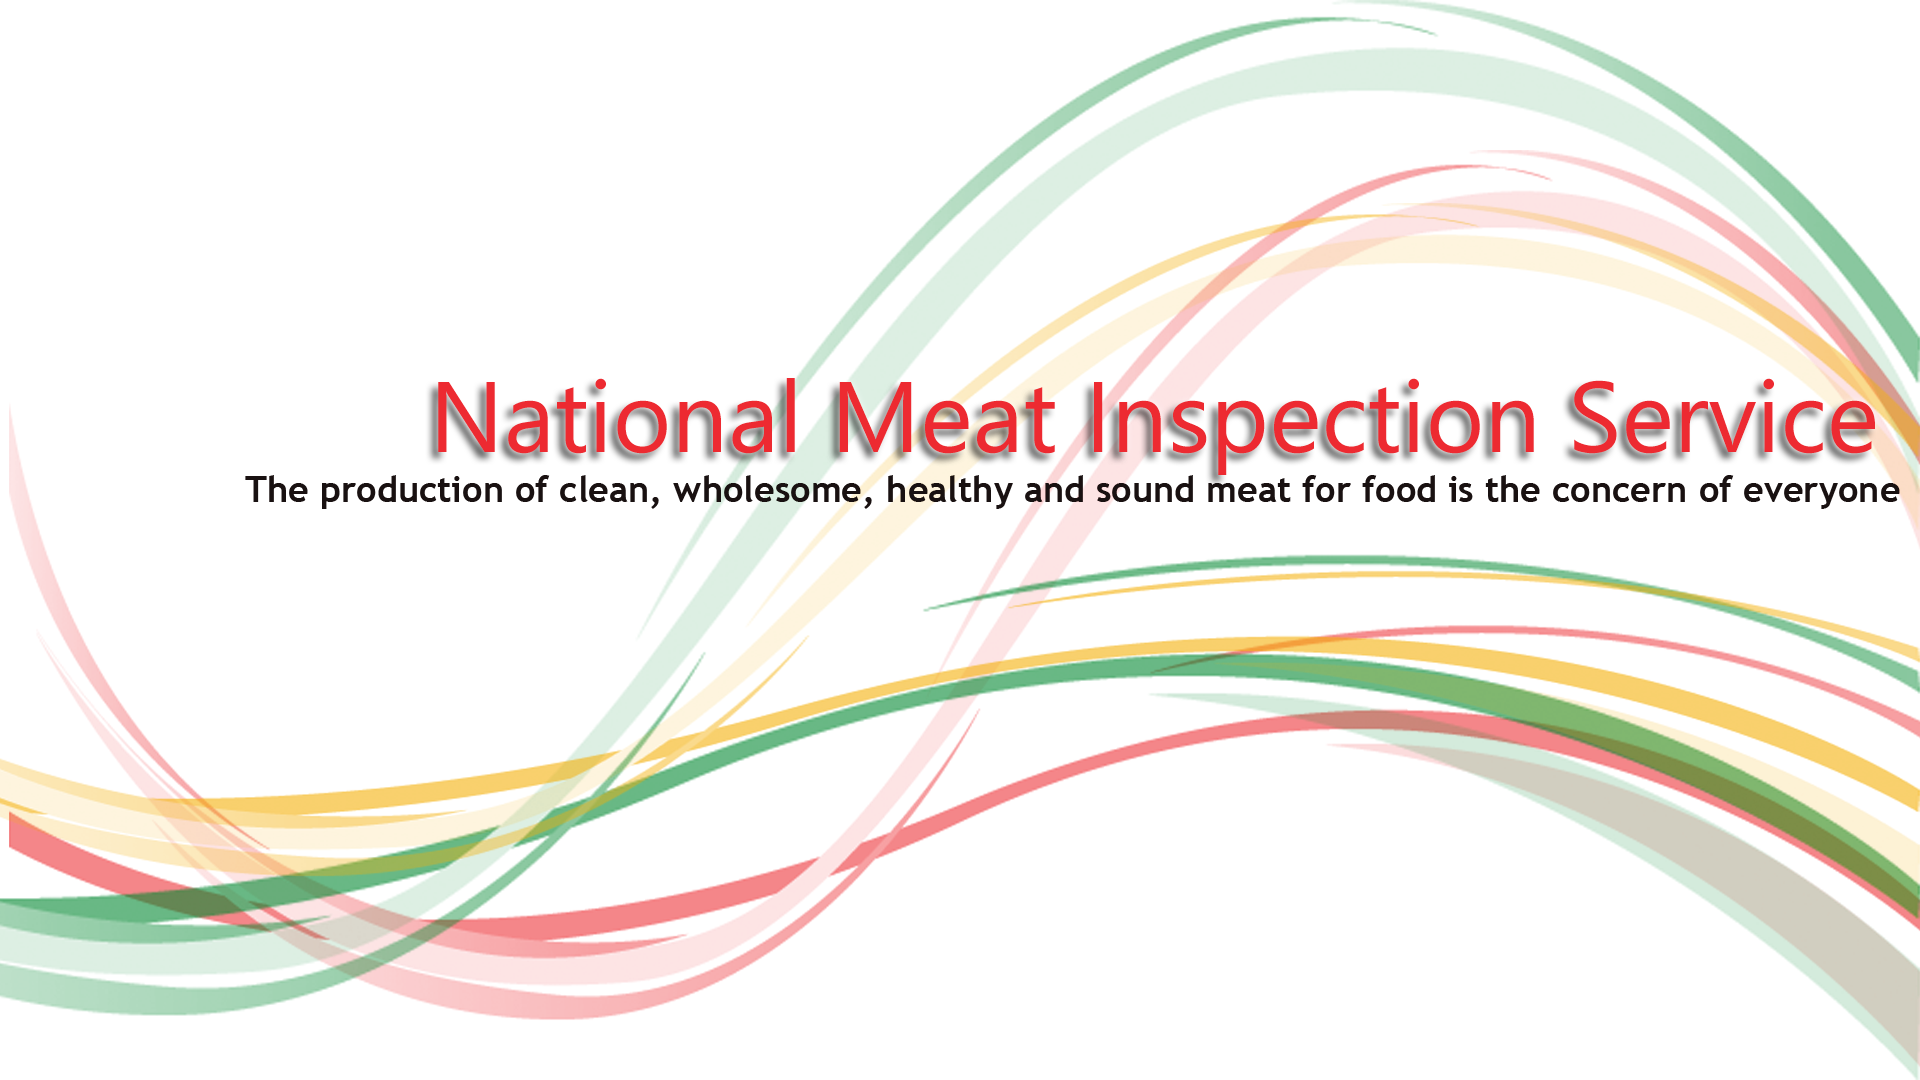 National Meat Inspection Service
The production of clean, wholesome, healthy and sound meat for food is the concern of everyone